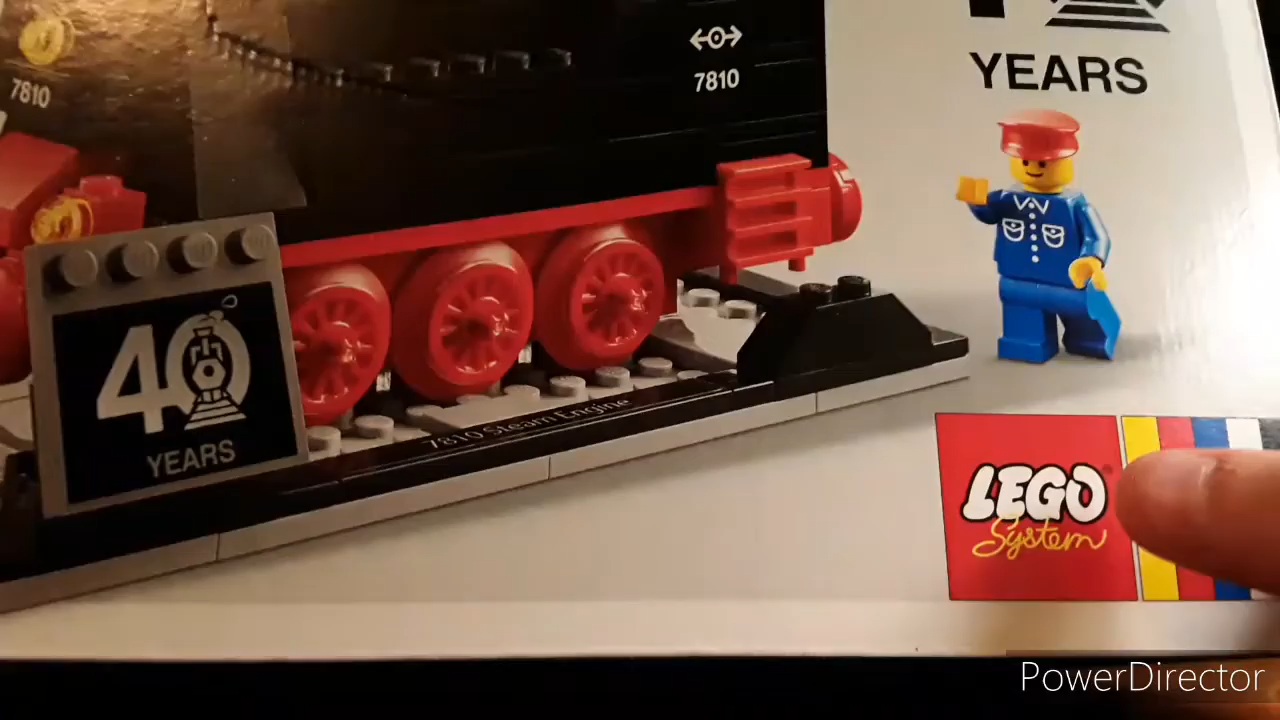 7810
7810
YEARS
40
YEARS
7810 Steam Engine
LEGO®
System
PowerDirector